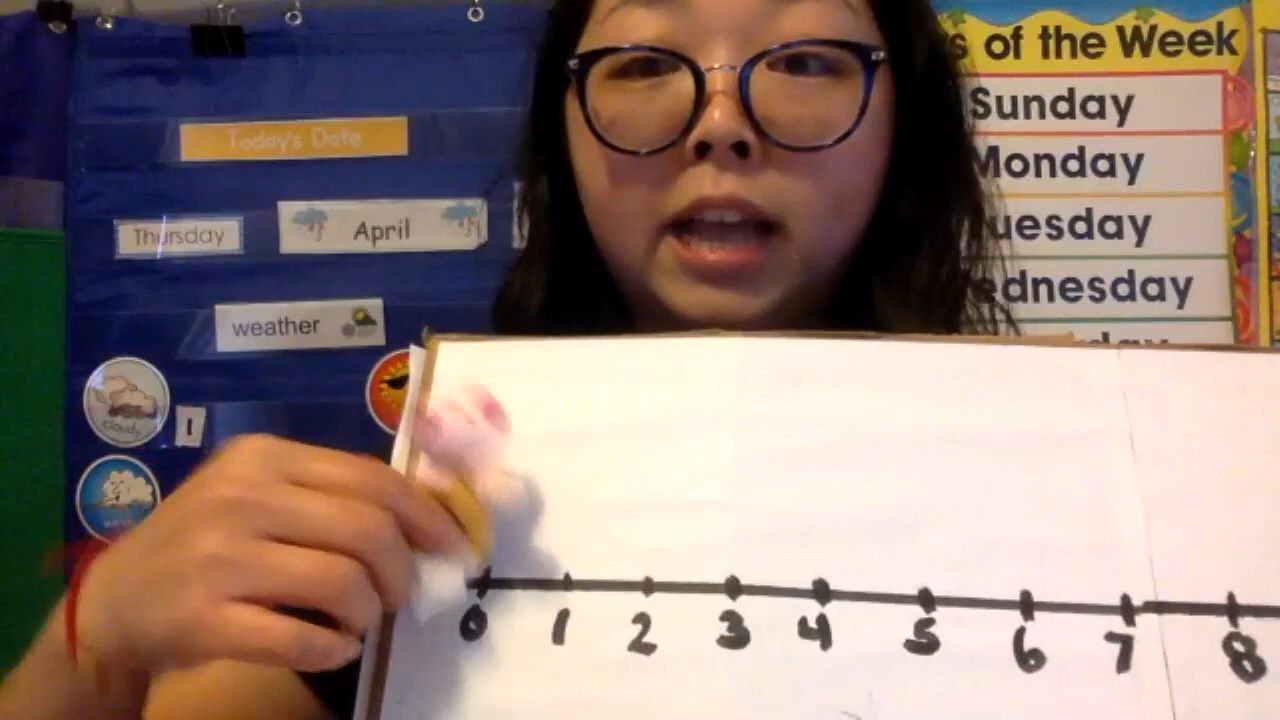 Today's Date
Thursday
April
weather
cloudy
1
s of the Week
Sunday
Monday
uesday
ednesday
day
0 1 2 3 4 5 6 7 8